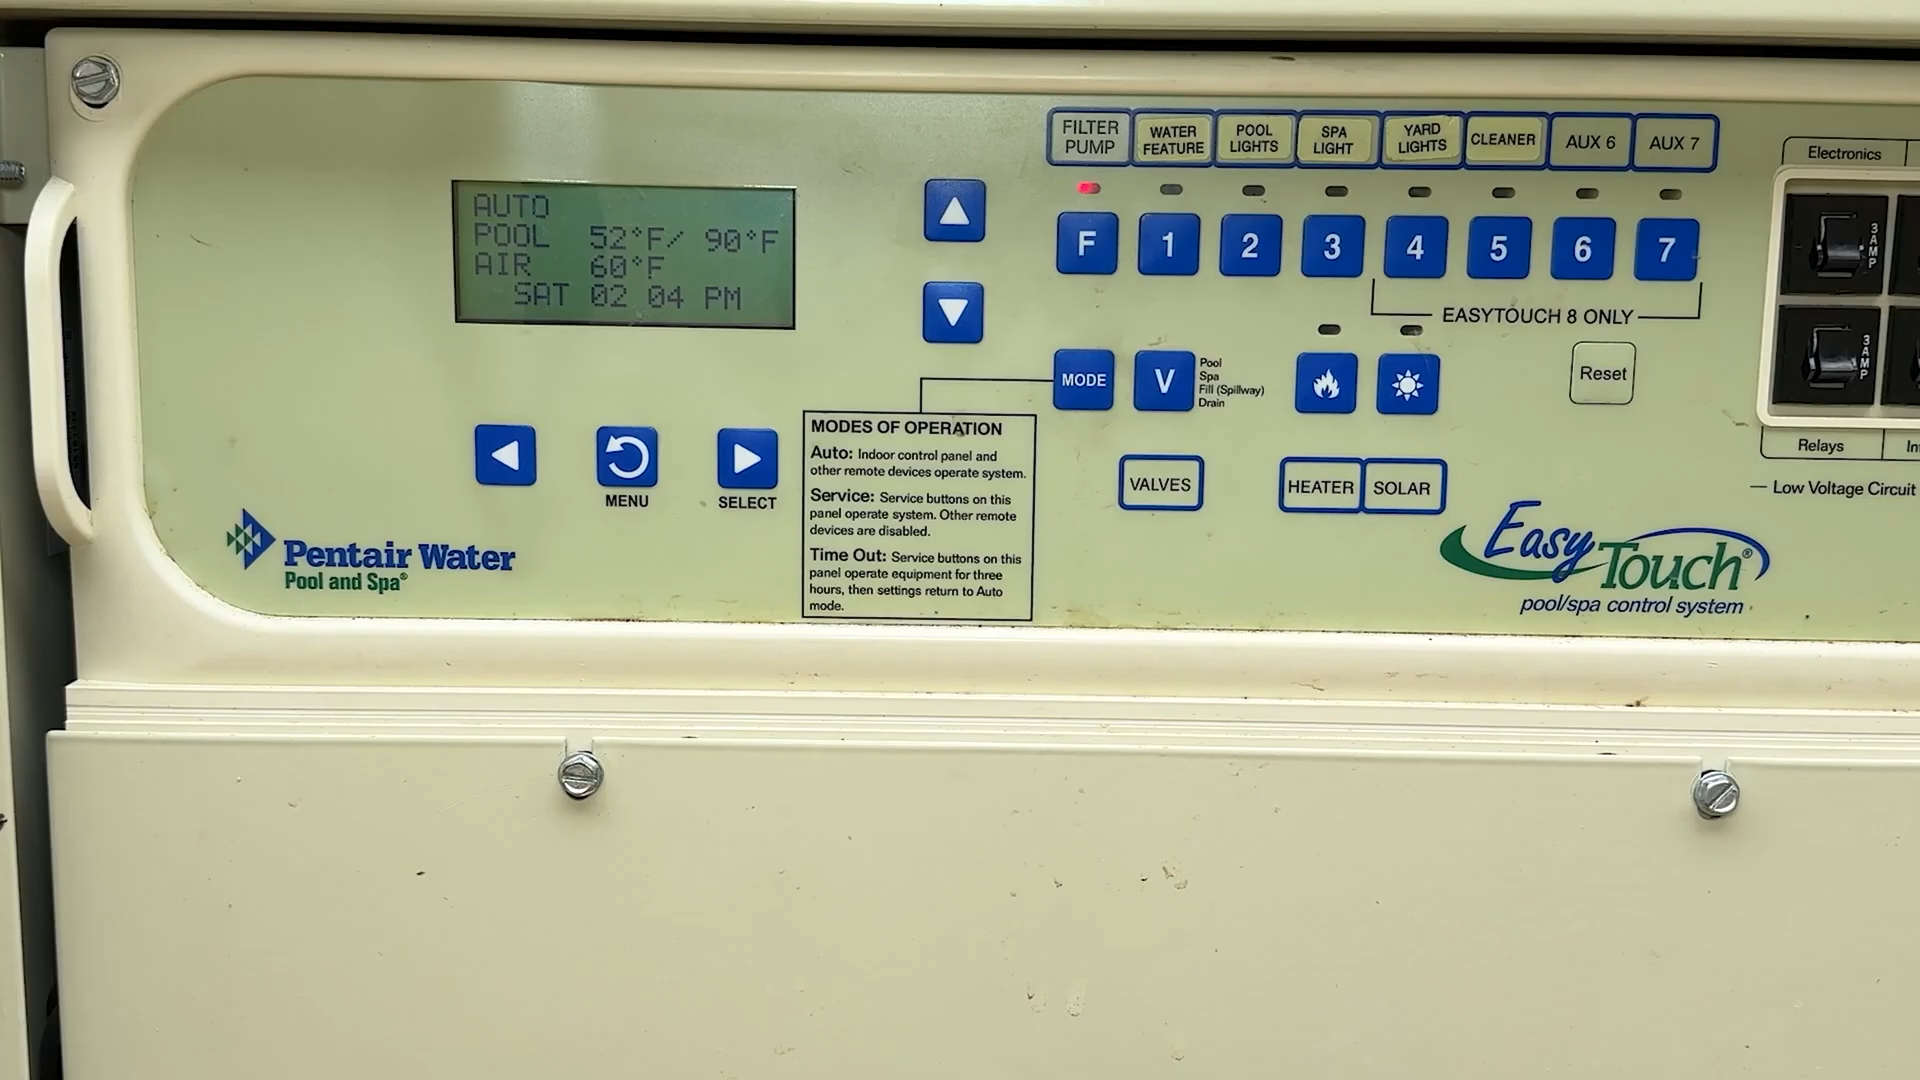 AUTO
POOL 52°F/ 90°F
AIR 60°F
SAT 02 04 PM
MENU
SELECT
Pentair Water
Pool and Spa®
MODES OF OPERATION
Auto: Indoor control panel and
other remote devices operate system.
Service: Service buttons on this
panel operate system. Other remote
devices are disabled.
Time Out: Service buttons on this
panel operate equipment for three
hours, then settings return to Auto
mode.
FILTER
PUMP
WATER
FEATURE
POOL
LIGHTS
SPA
LIGHT
YARD
LIGHTS
CLEANER
AUX 6
AUX 7
F
1
2
3
4
5
6
7
EASYTOUCH 8 ONLY
MODE
V
Pool
Spa
Fill (Spillway)
Drain
Reset
VALVES
HEATER
SOLAR
EasyTouch®
pool/spa control system
Electronics
3 AMP
3 AMP
Relays
Low Voltage Circuit